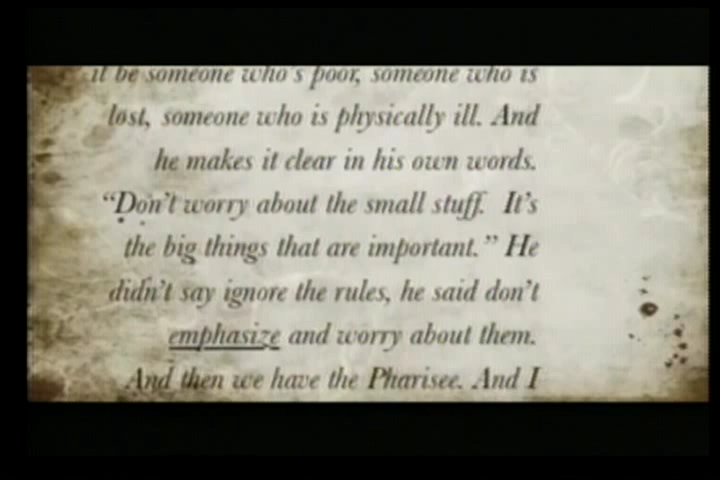 it be someone who's poor, someone who is
lost, someone who is physically ill. And
he makes it clear in his own words.
“Don't worry about the small stuff.  It's
the big things that are important.” He
didn't say ignore the rules, he said don't
emphasize and worry about them.
And then we have the Pharisee. And I